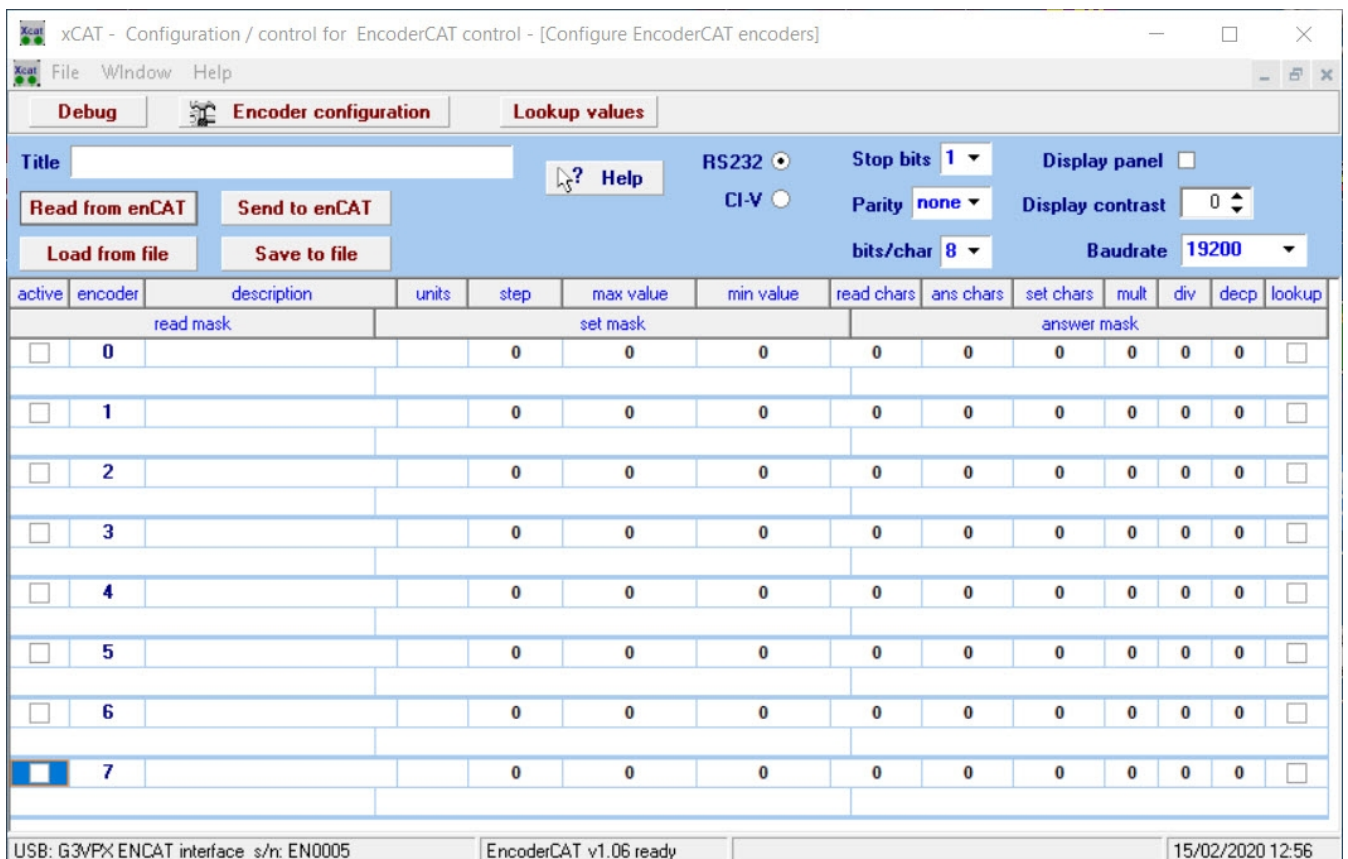 Xcat xCAT - Configuration / control for EncoderCAT control - [Configure EncoderCAT encoders]
Xcat File WIndow Help
Debug Encoder configuration Lookup values
Title ? Help RS232 Stop bits 1 Display panel
Read from enCAT Send to enCAT CI-V Parity none Display contrast 0
Load from file Save to file bits/char 8 Baudrate 19200
active encoder description units step max value min value read chars ans chars set chars mult div decp lookup
read mask set mask answer mask
0 0 0 0 0 0 0 0 0 0
1 0 0 0 0 0 0 0 0 0
2 0 0 0 0 0 0 0 0 0
3 0 0 0 0 0 0 0 0 0
4 0 0 0 0 0 0 0 0 0
5 0 0 0 0 0 0 0 0 0
6 0 0 0 0 0 0 0 0 0
7 0 0 0 0 0 0 0 0 0
USB: G3VPX ENCAT interface s/n: EN0005 EncoderCAT v1.06 ready 15/02/2020 12:56